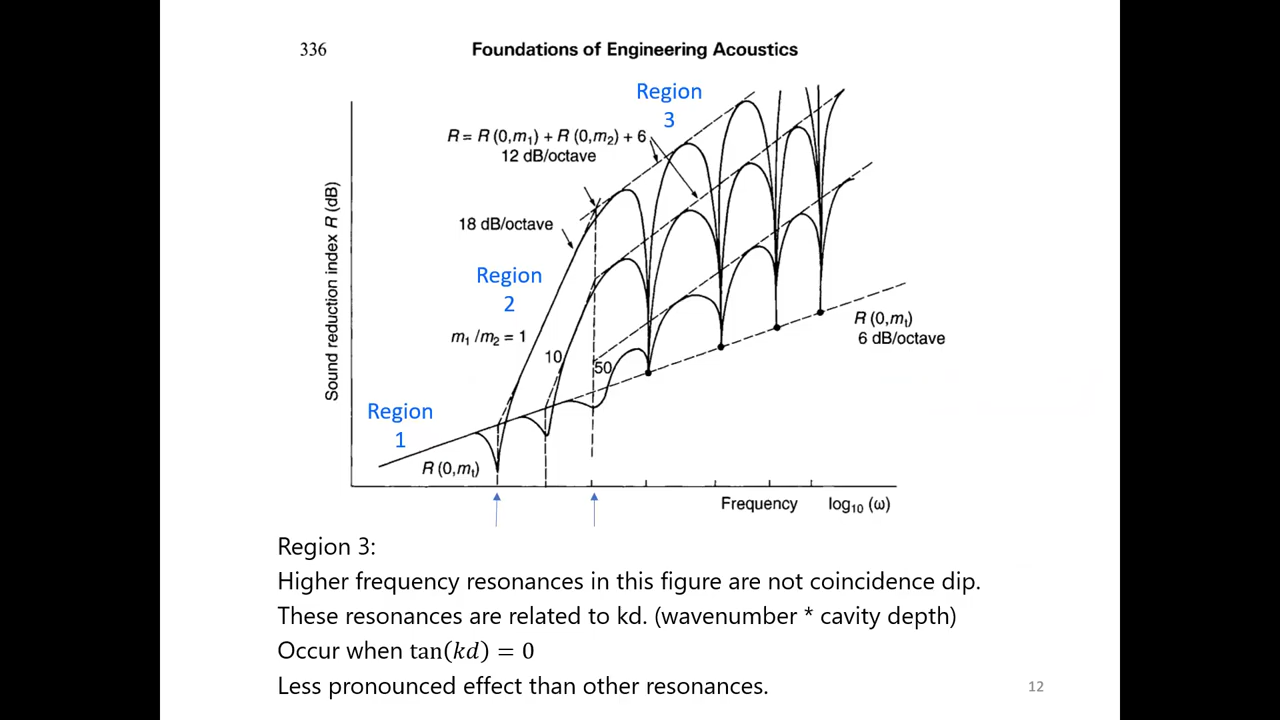 336
Foundations of Engineering Acoustics
Region
3
R = R (0,m₁) + R (0,m₂) + 6
12 dB/octave
18 dB/octave
Sound reduction index R (dB)
Region
2
m₁/m₂ = 1
10
50
R (0,mₜ)
6 dB/octave
Region
1
R (0,mₜ)
Frequency log₁₀ (ω)
Region 3:
Higher frequency resonances in this figure are not coincidence dip.
These resonances are related to kd. (wavenumber * cavity depth)
Occur when tan(kd) = 0
Less pronounced effect than other resonances.
12